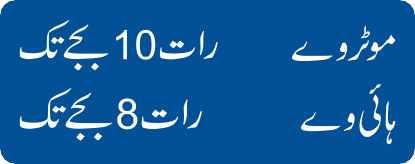 موٹروے رات 10 بجے تک
ہائی وے رات 8 بجے تک